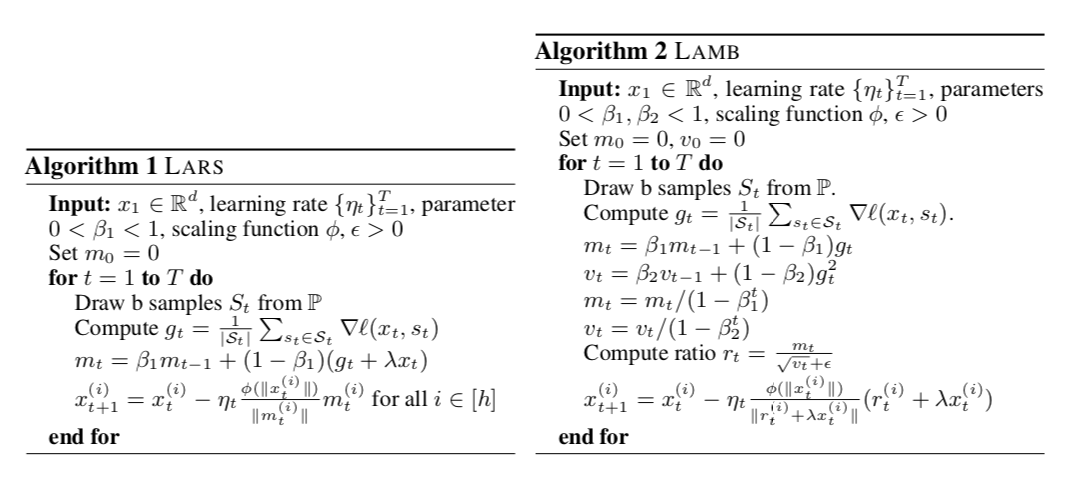 Algorithm 1 LARS
Input: $x_1 \in \mathbb{R}^d$, learning rate $\{\eta_t\}_{t=1}^T$, parameter
$0 < \beta_1 < 1$, scaling function $\phi$, $\epsilon > 0$
Set $m_0 = 0$
for $t = 1$ to $T$ do
Draw b samples $S_t$ from $\mathbb{P}$
Compute $g_t = \frac{1}{|\mathcal{S}_t|} \sum_{s_t \in \mathcal{S}_t} \nabla \ell(x_t, s_t)$
$m_t = \beta_1 m_{t-1} + (1 - \beta_1)(g_t + \lambda x_t)$
$x_{t+1}^{(i)} = x_t^{(i)} - \eta_t \frac{\phi(\|x_t^{(i)}\|)}{\|m_t^{(i)}\|} m_t^{(i)}$ for all $i \in [h]$
end for
Algorithm 2 LAMB
Input: $x_1 \in \mathbb{R}^d$, learning rate $\{\eta_t\}_{t=1}^T$, parameters
$0 < \beta_1, \beta_2 < 1$, scaling function $\phi$, $\epsilon > 0$
Set $m_0 = 0$, $v_0 = 0$
for $t = 1$ to $T$ do
Draw b samples $S_t$ from $\mathbb{P}$.
Compute $g_t = \frac{1}{|\mathcal{S}_t|} \sum_{s_t \in \mathcal{S}_t} \nabla \ell(x_t, s_t)$.
$m_t = \beta_1 m_{t-1} + (1 - \beta_1) g_t$
$v_t = \beta_2 v_{t-1} + (1 - \beta_2) g_t^2$
$m_t = m_t / (1 - \beta_1^t)$
$v_t = v_t / (1 - \beta_2^t)$
Compute ratio $r_t = \frac{m_t}{\sqrt{v_t} + \epsilon}$
$x_{t+1}^{(i)} = x_t^{(i)} - \eta_t \frac{\phi(\|x_t^{(i)}\|)}{\|r_t^{(i)} + \lambda x_t^{(i)}\|} (r_t^{(i)} + \lambda x_t^{(i)})$
end for